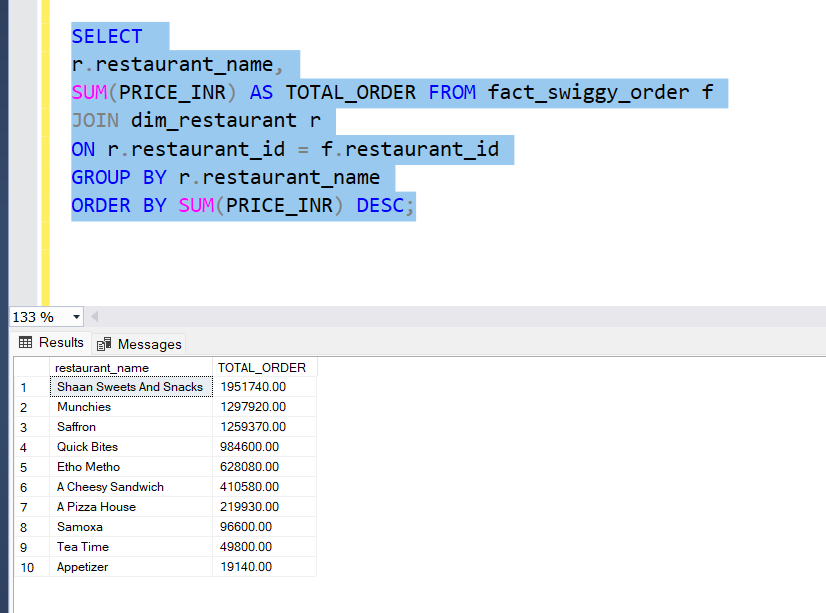 SELECT
r.restaurant_name,
SUM(PRICE_INR) AS TOTAL_ORDER FROM fact_swiggy_order f
JOIN dim_restaurant r
ON r.restaurant_id = f.restaurant_id
GROUP BY r.restaurant_name
ORDER BY SUM(PRICE_INR) DESC;
133 %
Results Messages
restaurant_name TOTAL_ORDER
1 Shaan Sweets And Snacks 1951740.00
2 Munchies 1297920.00
3 Saffron 1259370.00
4 Quick Bites 984600.00
5 Etho Metho 628080.00
6 A Cheesy Sandwich 410580.00
7 A Pizza House 219930.00
8 Samoxa 96600.00
9 Tea Time 49800.00
10 Appetizer 19140.00